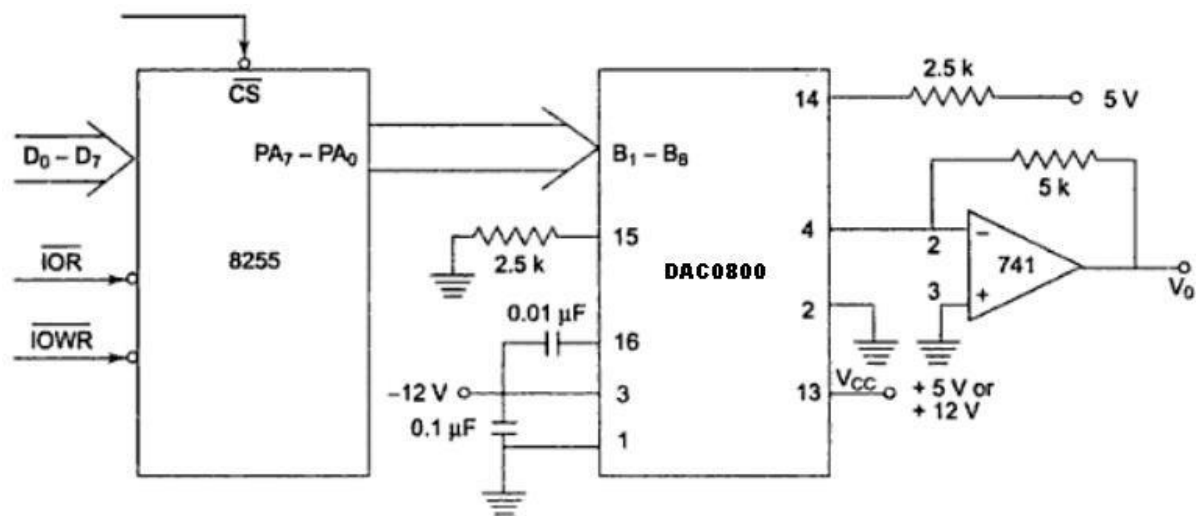 CS
D0 – D7
PA7 – PA0
IOR
IOWR
8255
B1 – B8
14
2.5 k
5 V
5 k
15
2.5 k
DAC0800
4
2
–
741
3
+
V0
2
0.01 µF
16
–12 V
3
13
VCC
+ 5 V or
+ 12 V
0.1 µF
1